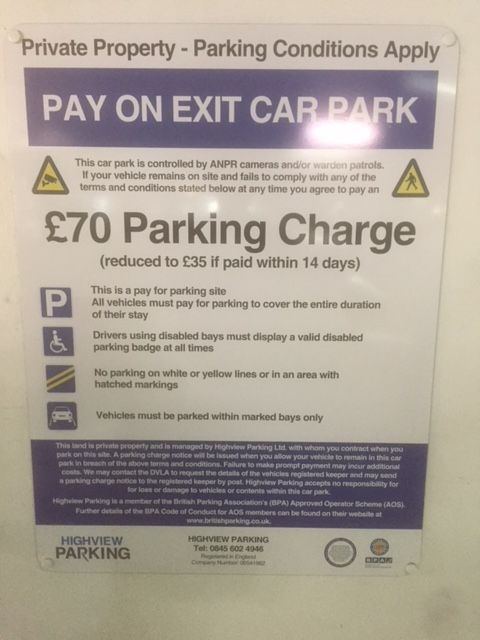 Private Property - Parking Conditions Apply
PAY ON EXIT CAR PARK
This car park is controlled by ANPR cameras and/or warden patrols.
If your vehicle remains on site and fails to comply with any of the
terms and conditions stated below at any time you agree to pay an
£70 Parking Charge
(reduced to £35 if paid within 14 days)
P
This is a pay for parking site
All vehicles must pay for parking to cover the entire duration
of their stay
Drivers using disabled bays must display a valid disabled
parking badge at all times
No parking on white or yellow lines or in an area with
hatched markings
Vehicles must be parked within marked bays only
This land is private property and is managed by Highview Parking Ltd. with whom you contract when you
park on this site. A parking charge notice will be issued when you allow your vehicle to remain in this car
park in breach of the above terms and conditions. Failure to make prompt payment may incur additional
costs. We may contact the DVLA to request the details of the vehicles registered keeper and may send
a parking charge notice to the registered keeper by post. Highview Parking accepts no responsibility for
for loss or damage to vehicles or contents within this car park.
Highview Parking is a member of the British Parking Association's (BPA) Approved Operator Scheme (AOS).
Further details of the BPA Code of Conduct for AOS members can be found on their website at
www.britishparking.co.uk.
HIGHVIEW
PARKING
HIGHVIEW PARKING
Tel: 0845 602 4946
Registered in England
Company Number
BPA